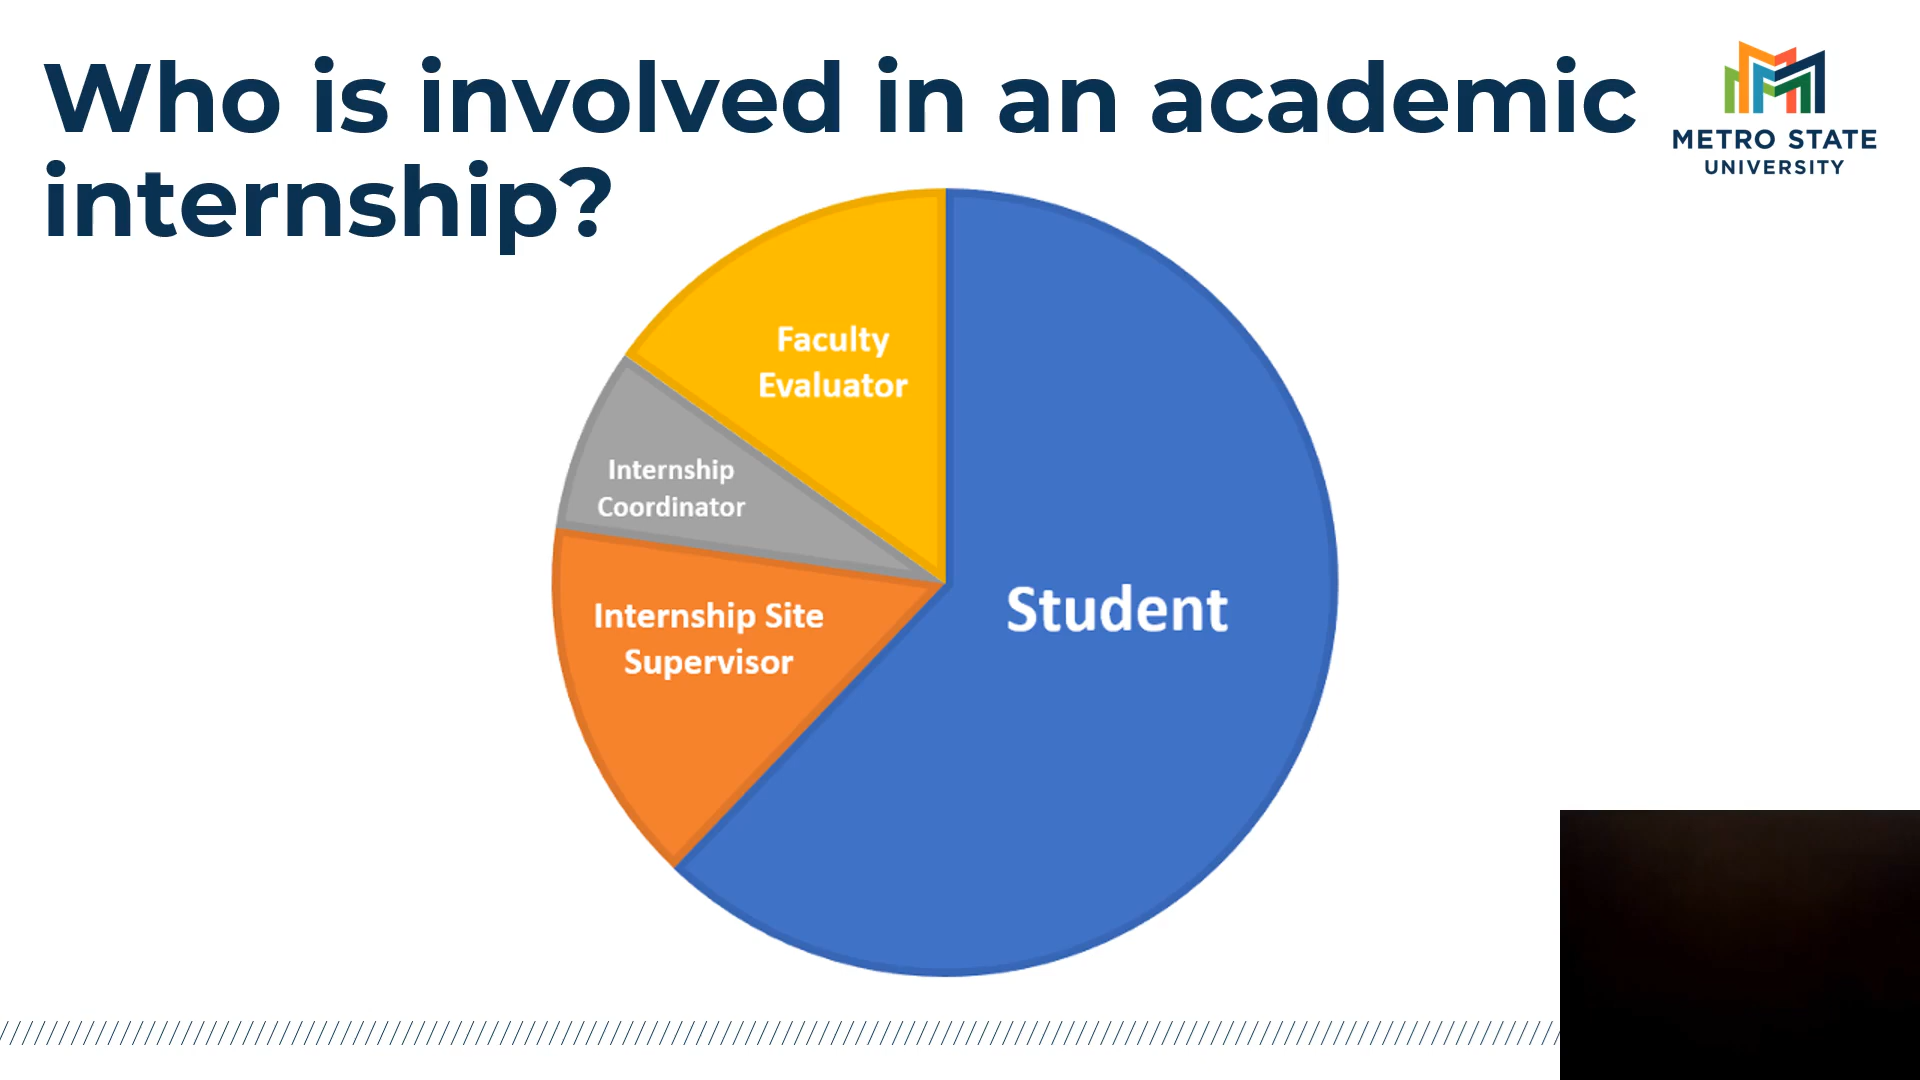 Who is involved in an academic
internship?
METRO STATE
UNIVERSITY
Faculty
Evaluator
Internship
Coordinator
Internship Site
Supervisor
Student